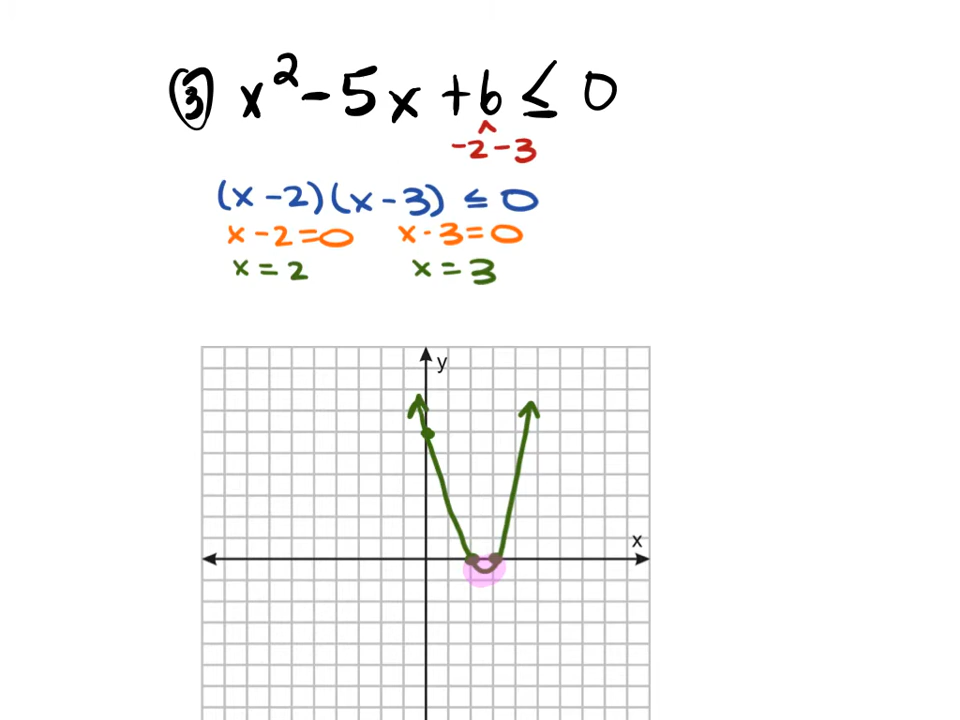 ③ x² - 5x + 6 ≤ 0
-2 -3
(x - 2)(x - 3) ≤ 0
x - 2 = 0 x - 3 = 0
x = 2 x = 3
y
x